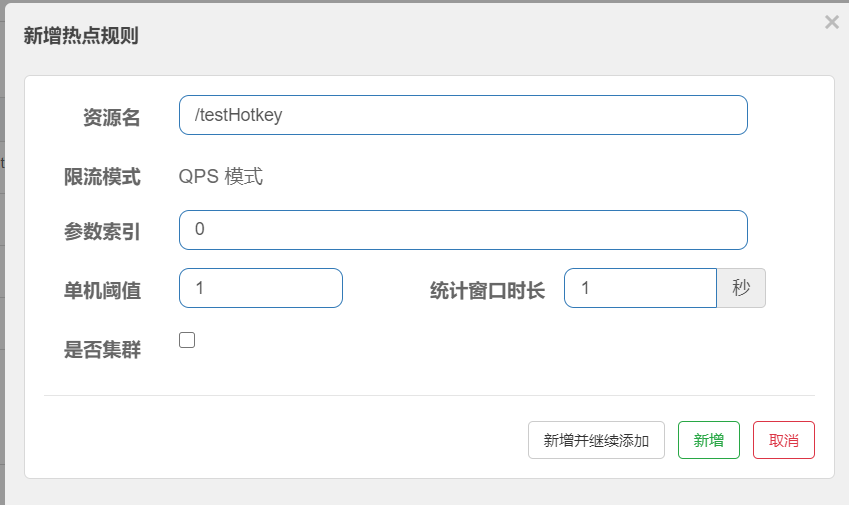 新增热点规则
×
t
资源名 /testHotkey
限流模式 QPS 模式
参数索引 0
单机阈值 1 统计窗口时长 1 秒
是否集群
新增并继续添加 新增 取消